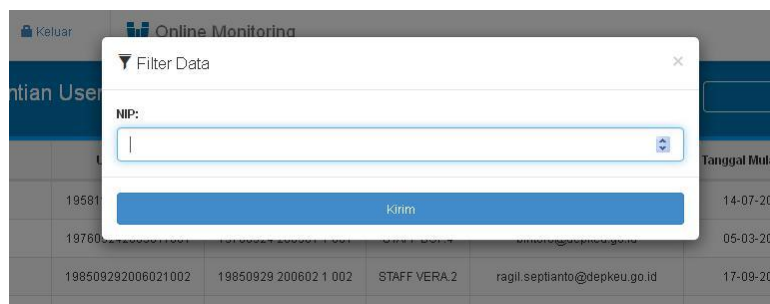 Keluar
Online Monitoring
Filter Data
×
ntian User
NIP:
Tanggal Mul
19581
Kirim
14-07-20
05-03-20
198509292006021002 19850929 200602 1 002 STAFF VERA.2 ragil.septianto@depkeu.go.id 17-09-20